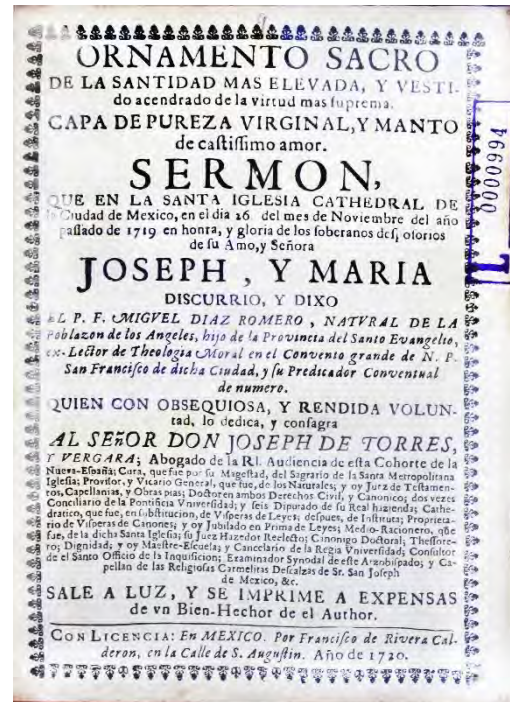 ORNAMENTO SACRO
DE LA SANTIDAD MAS ELEVADA, Y VESTI-
do acendrado de la virtud mas ſuprema.
CAPA DE PUREZA VIRGINAL, Y MANTO
de caſtiſſimo amor.
SERMON,
QUE EN LA SANTA IGLESIA CATHEDRAL DE
la Ciudad de Mexico, en el dia 26 del mes de Noviembre del año
paſſado de 1719 en honra, y gloria de los ſoberanos deſpoſorios
de ſu Amo, y Señora
JOSEPH, Y MARIA
DISCURRIO, Y DIXO
EL P. F. MIGVEL DIAZ ROMERO, NATVRAL DE LA
Poblazon de los Angeles, hijo de la Provincia del Santo Evangelio,
ex-Lector de Theologia Moral en el Convento grande de N. P.
San Franciſco de dicha Ciudad, y ſu Predicador Conventual
de numero.
QUIEN CON OBSEQUIOSA, Y RENDIDA VOLUN-
tad, lo dedica, y conſagra
AL SEñOR DON JOSEPH DE TORRES,
Y VERGARA; Abogado de la Rl. Audiencia de eſta Cohorte de la
Nueva-Eſpaña; Cura, que fue por ſu Mageſtad, del Sagrario de la Santa Metropolitana
Igleſia; Proviſor, y Vicario General, que fue, de los Naturales; y oy Juez de Teſtamen-
tos, Capellanias, y Obras pias; Doctor en ambos Derechos Civil, y Canonico; dos vezes
Conciliario de la Pontificia Vniverſidad; y ſeis Diputado de ſu Real hazienda; Cathe-
dratico, que fue, en ſubſtitucion, de Viſperas de Leyes; deſpues, de Inſtituta; Proprieta-
rio de Viſperas de Canones; y oy Jubilado en Prima de Leyes; Medio-Racionero, que
fue, de la dicha Santa Igleſia; ſu Juez Hazedor Reelecto; Canonigo Doctoral; Theſore-
ro; Dignidad; y oy Maeſtre-Eſcuela; y Cancelario de la Regia Vniverſidad; Conſultor
de el Santo Officio de la Inquiſicion; Examinador Synodal de eſte Arzobiſpado; y Ca-
pellan de las Religioſas Carmelitas Deſcalzas de Sr. San Joſeph
de Mexico, &c.
SALE A LUZ, Y SE IMPRIME A EXPENSAS
de vn Bien-Hechor de el Author.
CON LICENCIA: En MEXICO. Por Franciſco de Rivera Cal-
deron, en la Calle de S. Auguſtin. Año de 1720.
000994